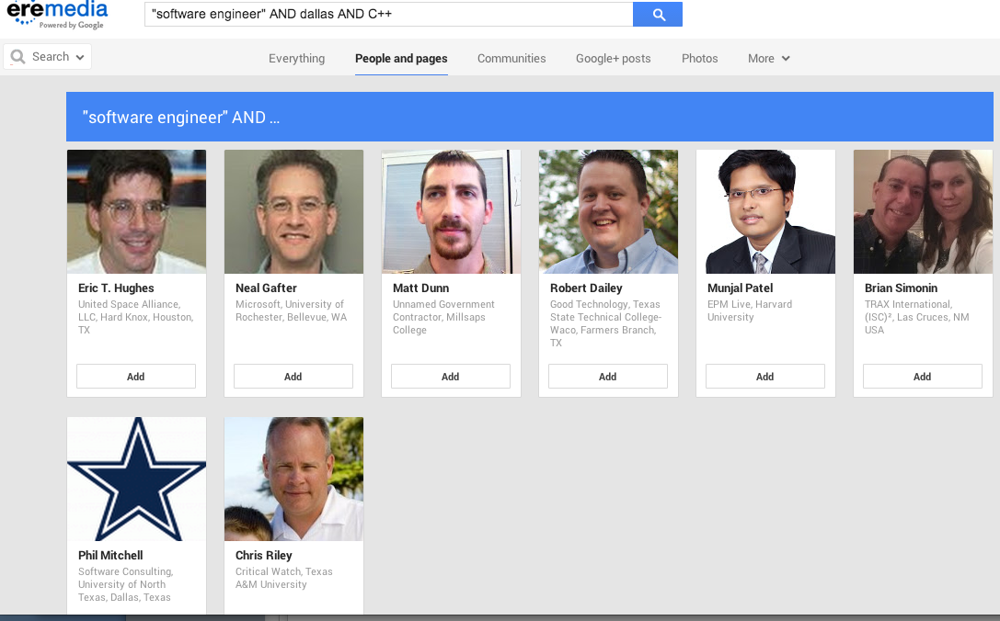 eremedia
Powered by Google
"software engineer" AND dallas AND C++
Search
Everything People and pages Communities Google+ posts Photos More
"software engineer" AND ...
Eric T. Hughes
United Space Alliance,
LLC, Hard Knox, Houston,
TX
Add
Neal Gafter
Microsoft, University of
Rochester, Bellevue, WA
Add
Matt Dunn
Unnamed Government
Contractor, Millsaps
College
Add
Robert Dailey
Good Technology, Texas
State Technical College-
Waco, Farmers Branch,
TX
Add
Munjal Patel
EPM Live, Harvard
University
Add
Brian Simonin
TRAX International,
(ISC)², Las Cruces, NM
USA
Add
Phil Mitchell
Software Consulting,
University of North
Texas, Dallas, Texas
Chris Riley
Critical Watch, Texas
A&M University